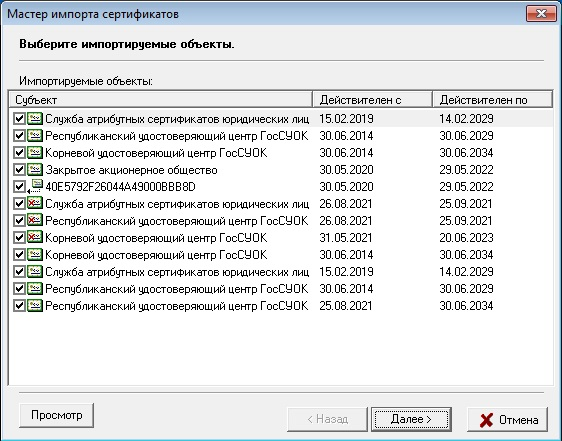 Мастер импорта сертификатов
Выберите импортируемые объекты.
Импортируемые объекты:
Субъект Действителен с Действителен по
Служба атрибутных сертификатов юридических лиц 15.02.2019 14.02.2029
Республиканский удостоверяющий центр ГосСУОК 30.06.2014 30.06.2029
Корневой удостоверяющий центр ГосСУОК 30.06.2014 30.06.2034
Закрытое акционерное общество 30.05.2020 29.05.2022
40E5792F26044A49000BBB8D 30.05.2020 29.05.2022
Служба атрибутных сертификатов юридических лиц 26.08.2021 25.09.2021
Республиканский удостоверяющий центр ГосСУОК 26.08.2021 25.09.2021
Корневой удостоверяющий центр ГосСУОК 31.05.2021 20.06.2023
Корневой удостоверяющий центр ГосСУОК 30.06.2014 30.06.2034
Служба атрибутных сертификатов юридических лиц 15.02.2019 14.02.2029
Республиканский удостоверяющий центр ГосСУОК 30.06.2014 30.06.2029
Республиканский удостоверяющий центр ГосСУОК 25.08.2021 30.06.2034
Просмотр < Назад Далее > Отмена